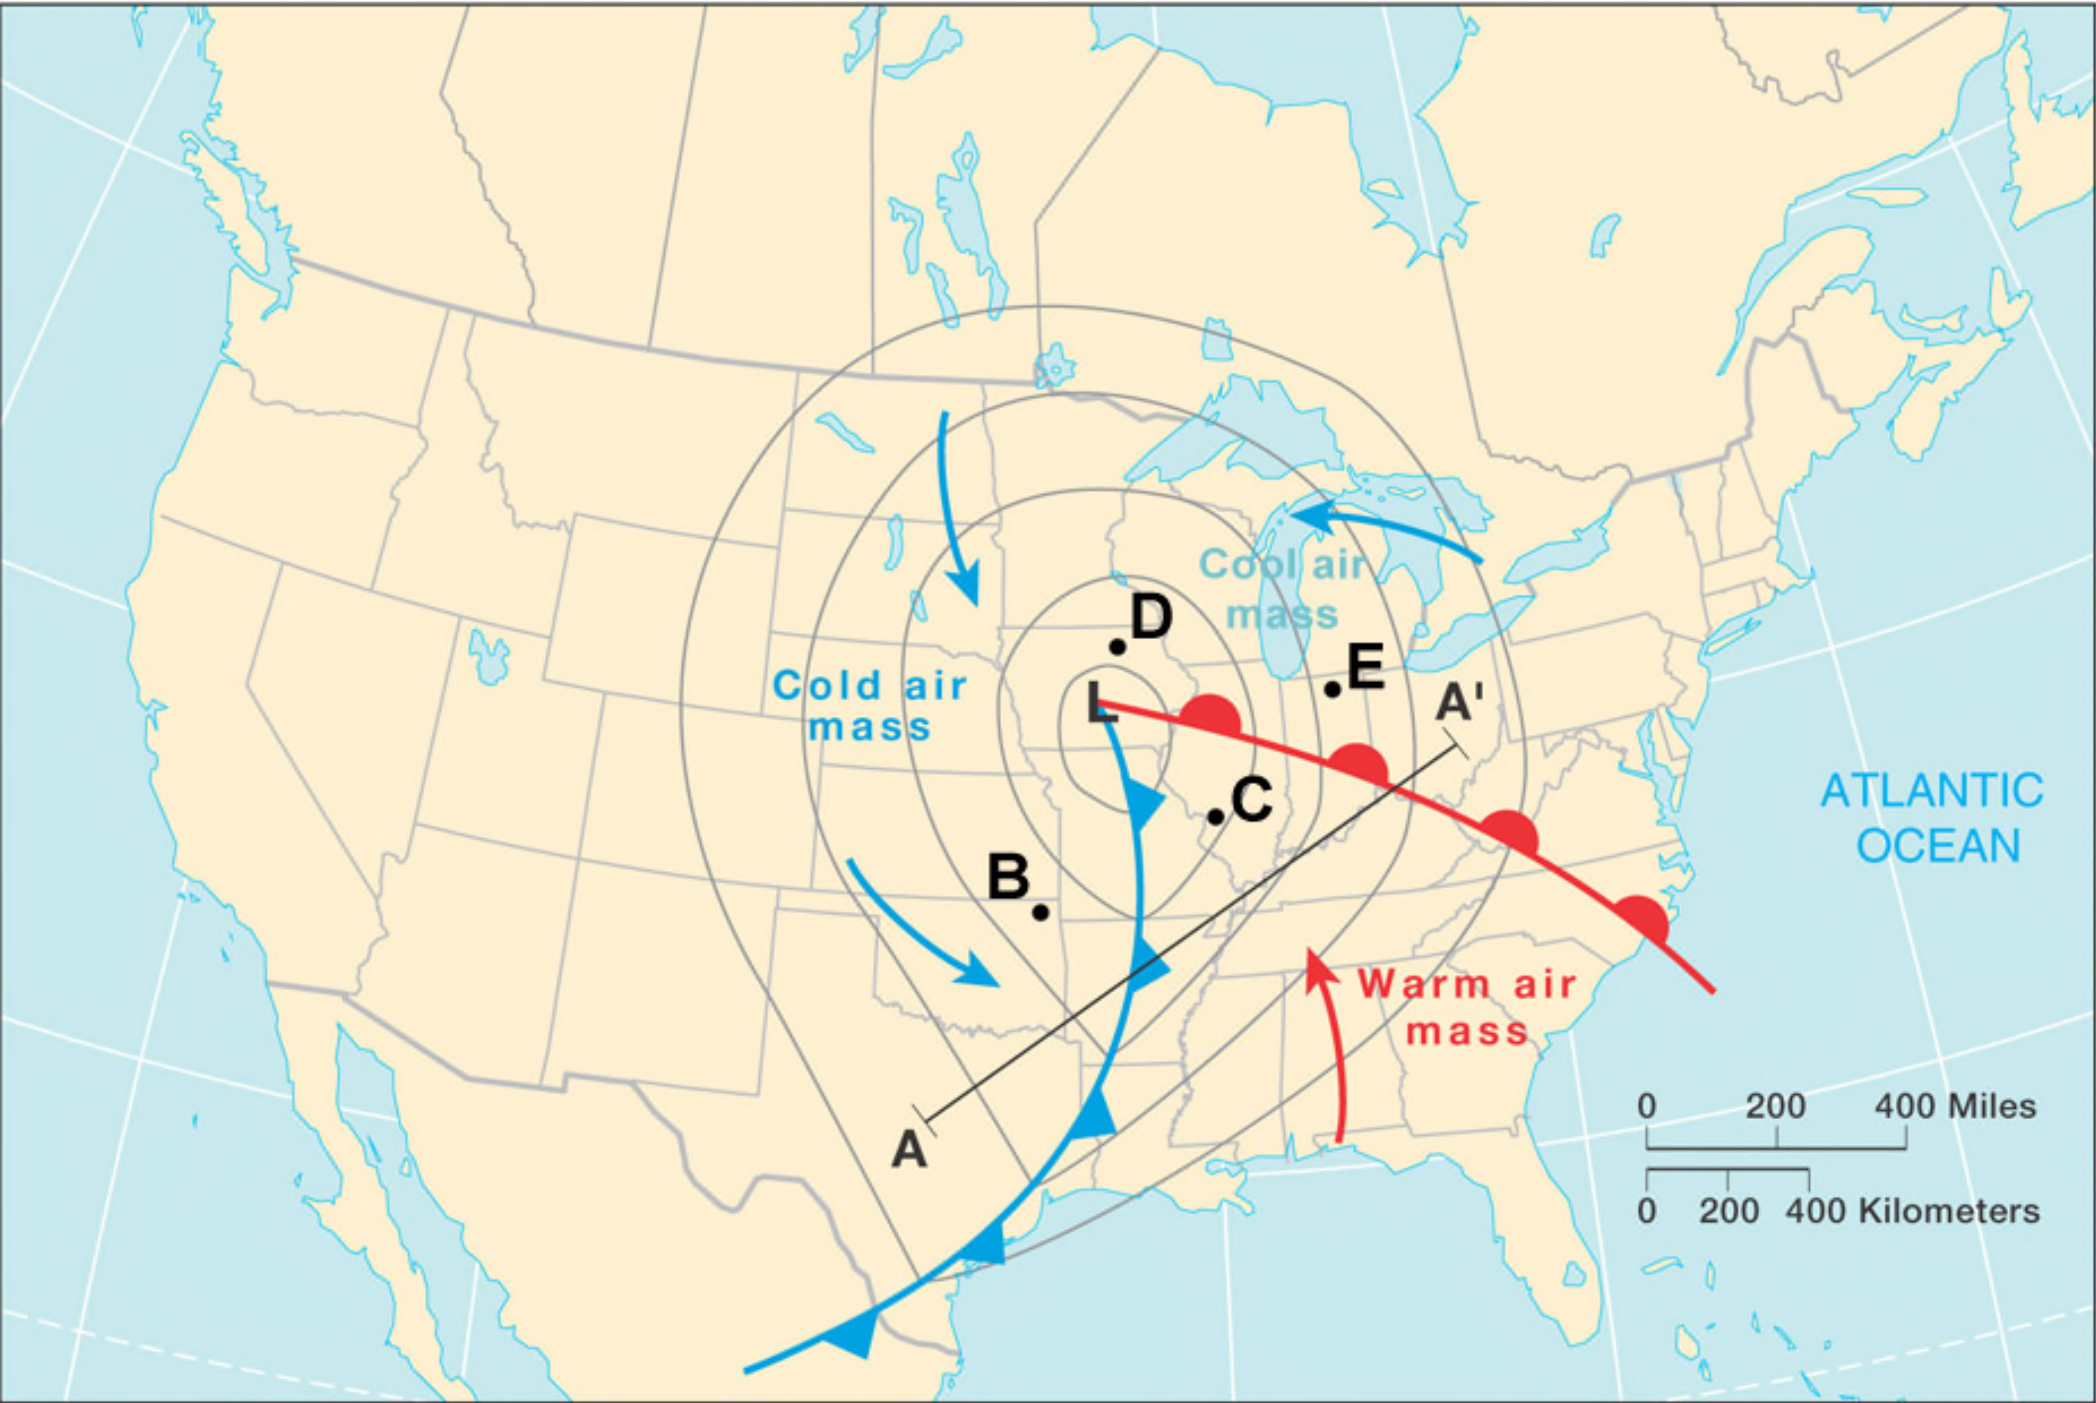 Cool air
mass
D
E
A'
L
Cold air
mass
C
ATLANTIC
OCEAN
B
Warm air
mass
A
0 200 400 Miles
0 200 400 Kilometers